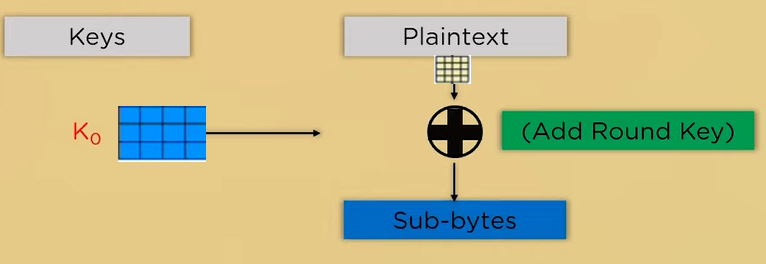 Keys
Plaintext
K₀
(Add Round Key)
Sub-bytes